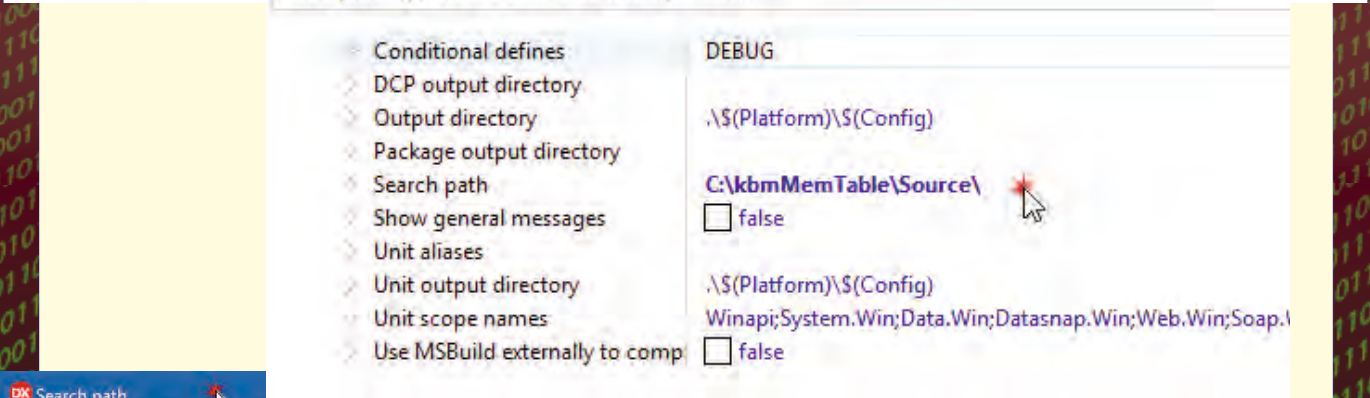 Conditional defines DEBUG
DCP output directory
Output directory .\$(Platform)\$(Config)
Package output directory
Search path C:\kbmMemTable\Source\
Show general messages false
Unit aliases
Unit output directory .\$(Platform)\$(Config)
Unit scope names Winapi;System.Win;Data.Win;Datasnap.Win;Web.Win;Soap.
Use MSBuild externally to comp false
DX Search path